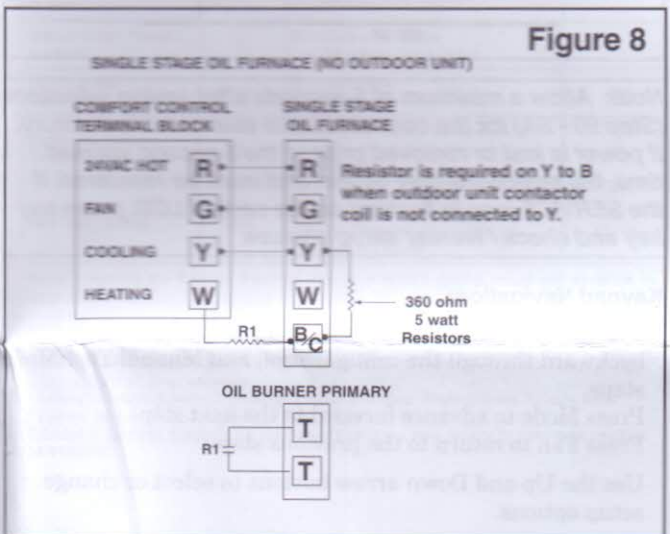 Figure 8
SINGLE STAGE OIL FURNACE (NO OUTDOOR UNIT)
COMFORT CONTROL
TERMINAL BLOCK
SINGLE STAGE
OIL FURNACE
24VAC HOT R R
FAN G G
COOLING Y Y
HEATING W W
Resistor is required on Y to B
when outdoor unit contactor
coil is not connected to Y.
R1 B/C
360 ohm
5 watt
Resistors
OIL BURNER PRIMARY
T
R1
T